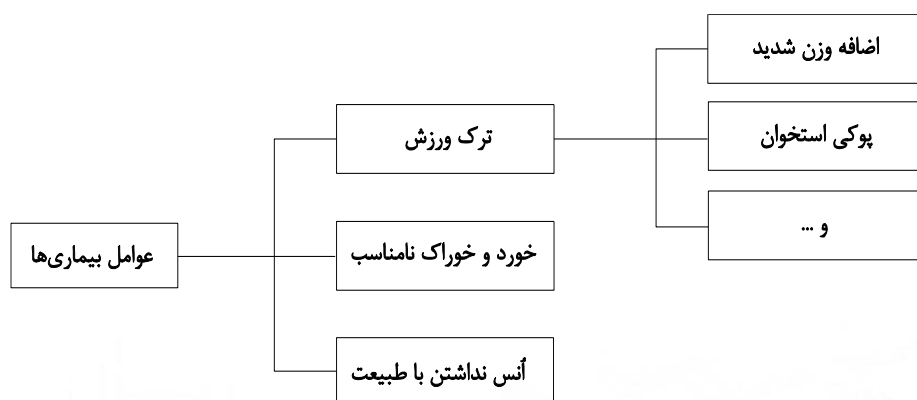 عوامل بیماری‌ها
ترک ورزش
خورد و خوراک نامناسب
اُنس نداشتن با طبیعت
اضافه وزن شدید
پوکی استخوان
و ...